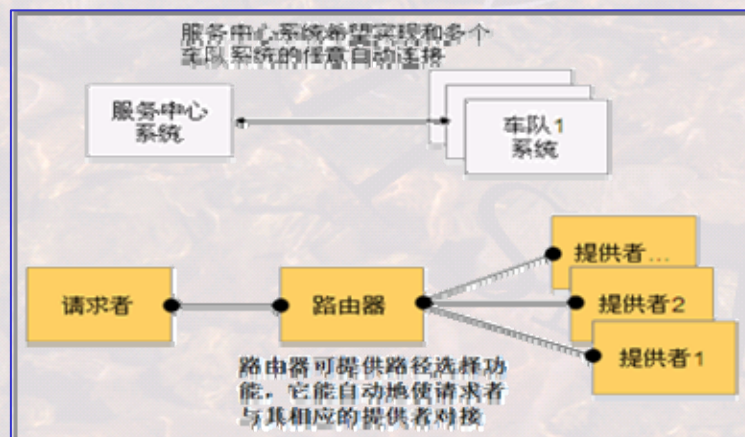 服务中心系统希望实现和多个
车队系统的任意自动连接
服务中心
系统
车队1
系统
请求者
路由器
提供者...
提供者2
提供者1
路由器可提供路径选择功
能，它能自动地使请求者
与其相应的提供者对接